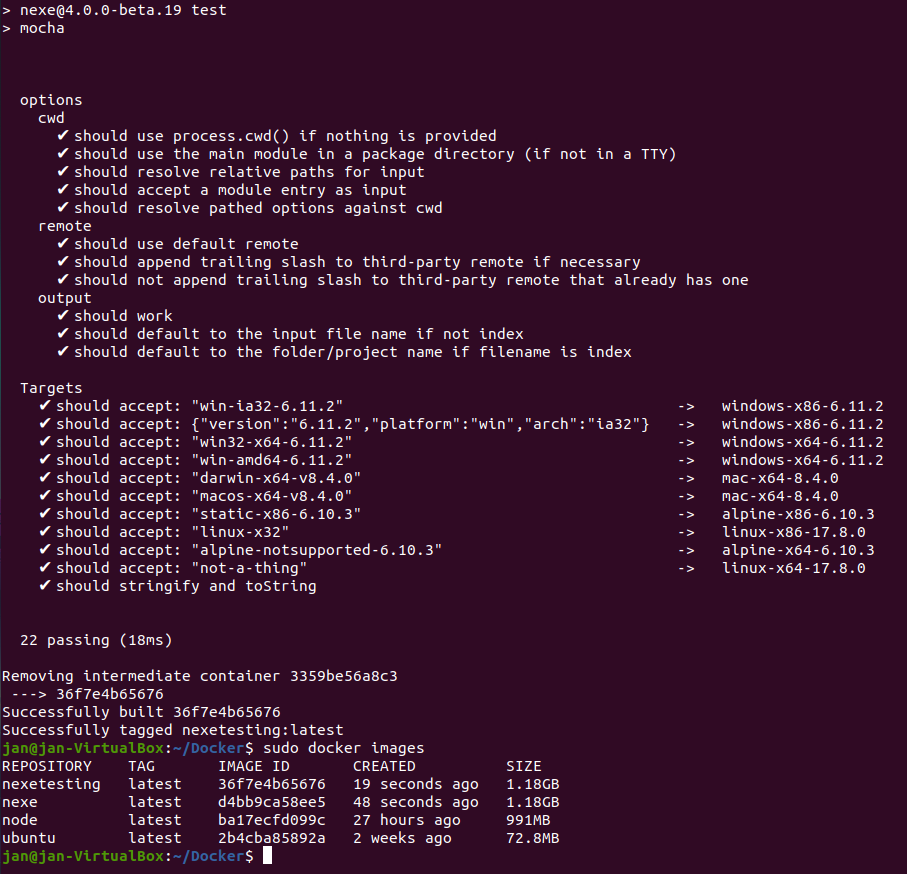 > nexe@4.0.0-beta.19 test
> mocha
options
cwd
✔ should use process.cwd() if nothing is provided
✔ should use the main module in a package directory (if not in a TTY)
✔ should resolve relative paths for input
✔ should accept a module entry as input
✔ should resolve pathed options against cwd
remote
✔ should use default remote
✔ should append trailing slash to third-party remote if necessary
✔ should not append trailing slash to third-party remote that already has one
output
✔ should work
✔ should default to the input file name if not index
✔ should default to the folder/project name if filename is index
Targets
✔ should accept: "win-ia32-6.11.2" -> windows-x86-6.11.2
✔ should accept: {"version":"6.11.2","platform":"win","arch":"ia32"} -> windows-x86-6.11.2
✔ should accept: "win32-x64-6.11.2" -> windows-x64-6.11.2
✔ should accept: "win-amd64-6.11.2" -> windows-x64-6.11.2
✔ should accept: "darwin-x64-v8.4.0" -> mac-x64-8.4.0
✔ should accept: "macos-x64-v8.4.0" -> mac-x64-8.4.0
✔ should accept: "static-x86-6.10.3" -> alpine-x86-6.10.3
✔ should accept: "linux-x32" -> linux-x86-17.8.0
✔ should accept: "alpine-notsupported-6.10.3" -> alpine-x64-6.10.3
✔ should accept: "not-a-thing" -> linux-x64-17.8.0
✔ should stringify and toString
22 passing (18ms)
Removing intermediate container 3359be56a8c3
---> 36f7e4b65676
Successfully built 36f7e4b65676
Successfully tagged nexetesting:latest
jan@jan-VirtualBox:~/Docker$ sudo docker images
REPOSITORY TAG IMAGE ID CREATED SIZE
nexetesting latest 36f7e4b65676 19 seconds ago 1.18GB
nexe latest d4bb9ca58ee5 48 seconds ago 1.18GB
node latest ba17ecfd099c 27 hours ago 991MB
ubuntu latest 2b4cba85892a 2 weeks ago 72.8MB
jan@jan-VirtualBox:~/Docker$